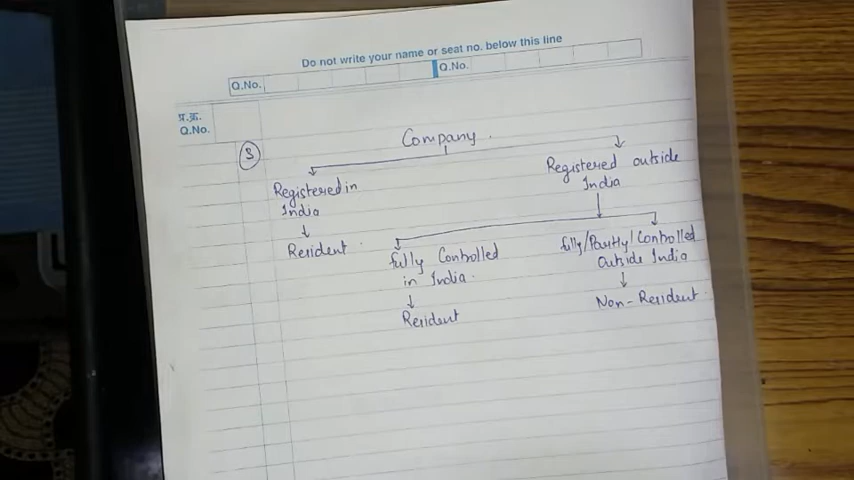 Do not write your name or seat no. below this line
Q.No.
Q.No.
प्र.क्र.
Q.No.
S
Company.
Registered in
India
Resident.
Registered outside
India
fully Controlled
in India.
Resident
fully/Partly/Controlled
Outside India
Non-Resident.